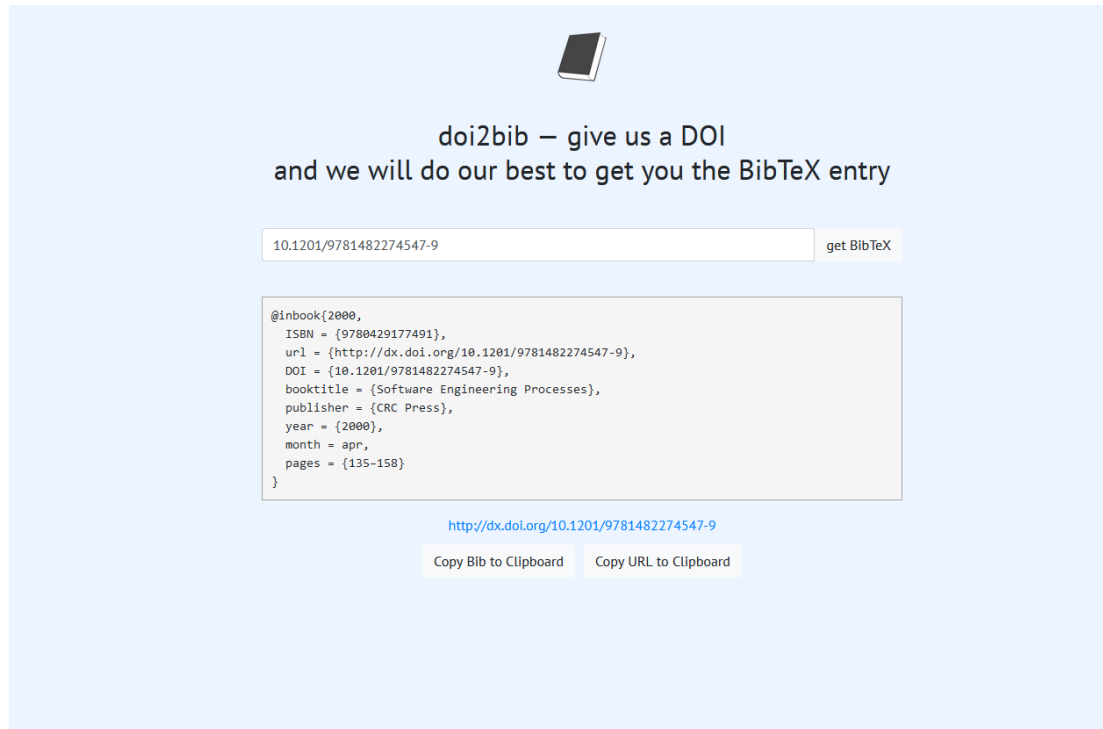 doi2bib — give us a DOI
and we will do our best to get you the BibTeX entry
10.1201/9781482274547-9
get BibTeX
@inbook{2000,
  ISBN = {9780429177491},
  url = {http://dx.doi.org/10.1201/9781482274547-9},
  DOI = {10.1201/9781482274547-9},
  booktitle = {Software Engineering Processes},
  publisher = {CRC Press},
  year = {2000},
  month = apr,
  pages = {135–158}
}
http://dx.doi.org/10.1201/9781482274547-9
Copy Bib to Clipboard
Copy URL to Clipboard